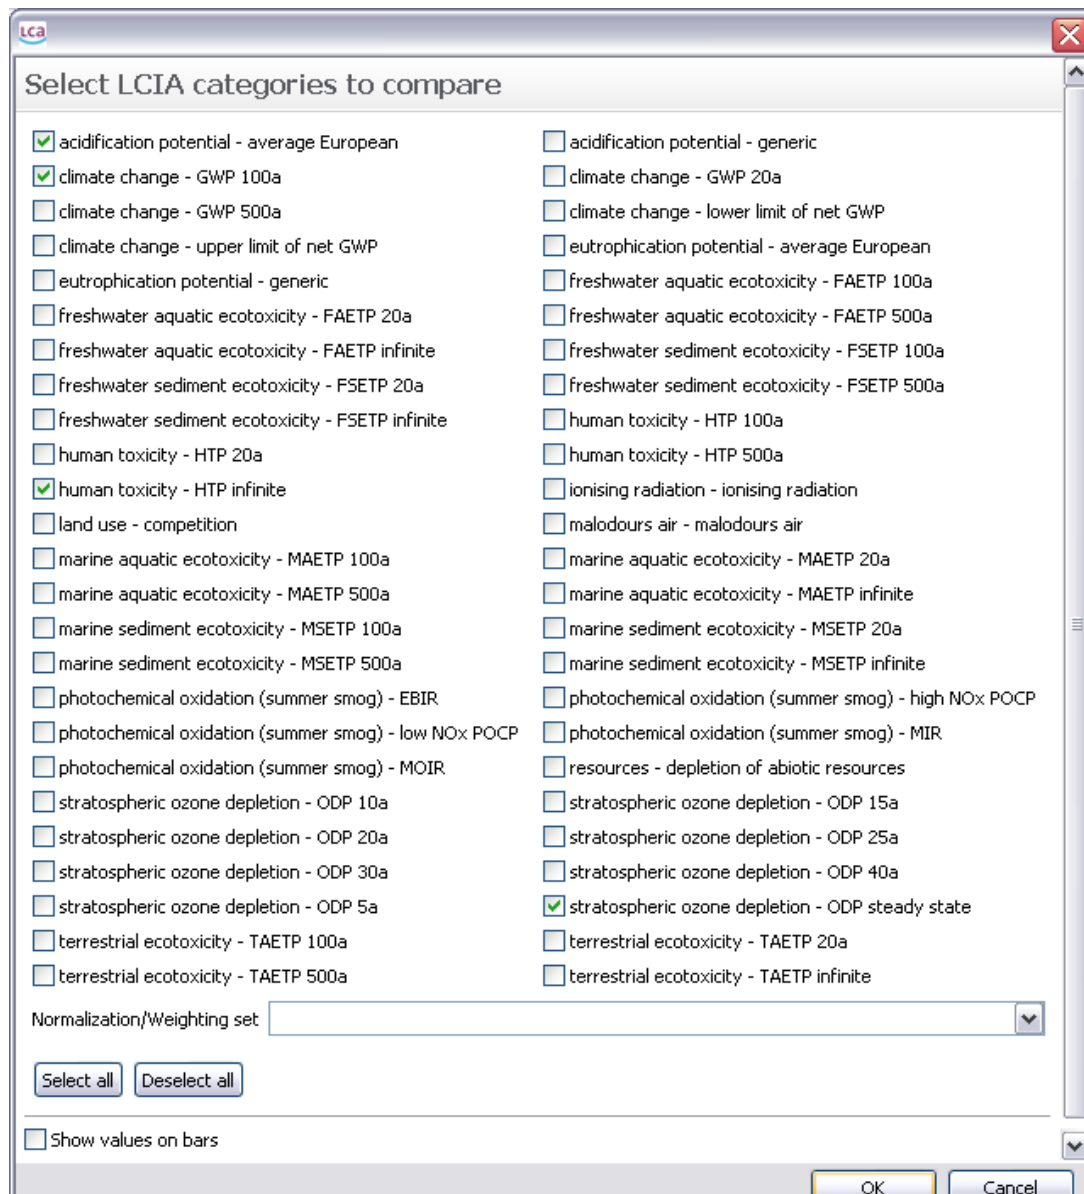 LCa
Select LCIA categories to compare
acidification potential - average European acidification potential - generic
climate change - GWP 100a climate change - GWP 20a
climate change - GWP 500a climate change - lower limit of net GWP
climate change - upper limit of net GWP eutrophication potential - average European
eutrophication potential - generic freshwater aquatic ecotoxicity - FAETP 100a
freshwater aquatic ecotoxicity - FAETP 20a freshwater aquatic ecotoxicity - FAETP 500a
freshwater aquatic ecotoxicity - FAETP infinite freshwater sediment ecotoxicity - FSETP 100a
freshwater sediment ecotoxicity - FSETP 20a freshwater sediment ecotoxicity - FSETP 500a
freshwater sediment ecotoxicity - FSETP infinite human toxicity - HTP 100a
human toxicity - HTP 20a human toxicity - HTP 500a
human toxicity - HTP infinite ionising radiation - ionising radiation
land use - competition malodours air - malodours air
marine aquatic ecotoxicity - MAETP 100a marine aquatic ecotoxicity - MAETP 20a
marine aquatic ecotoxicity - MAETP 500a marine aquatic ecotoxicity - MAETP infinite
marine sediment ecotoxicity - MSETP 100a marine sediment ecotoxicity - MSETP 20a
marine sediment ecotoxicity - MSETP 500a marine sediment ecotoxicity - MSETP infinite
photochemical oxidation (summer smog) - EBIR photochemical oxidation (summer smog) - high NOx POCP
photochemical oxidation (summer smog) - low NOx POCP photochemical oxidation (summer smog) - MIR
photochemical oxidation (summer smog) - MOIR resources - depletion of abiotic resources
stratospheric ozone depletion - ODP 10a stratospheric ozone depletion - ODP 15a
stratospheric ozone depletion - ODP 20a stratospheric ozone depletion - ODP 25a
stratospheric ozone depletion - ODP 30a stratospheric ozone depletion - ODP 40a
stratospheric ozone depletion - ODP 5a stratospheric ozone depletion - ODP steady state
terrestrial ecotoxicity - TAETP 100a terrestrial ecotoxicity - TAETP 20a
terrestrial ecotoxicity - TAETP 500a terrestrial ecotoxicity - TAETP infinite
Normalization/Weighting set
Select all Deselect all
Show values on bars
OK Cancel